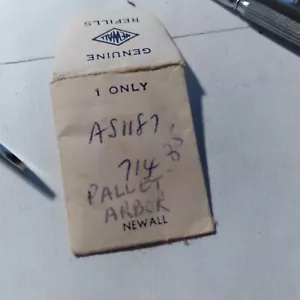 GENUINE
NEWALL
REFILLS
1 ONLY
AS1187,
714
PALLET
ARBOR
NEWALL